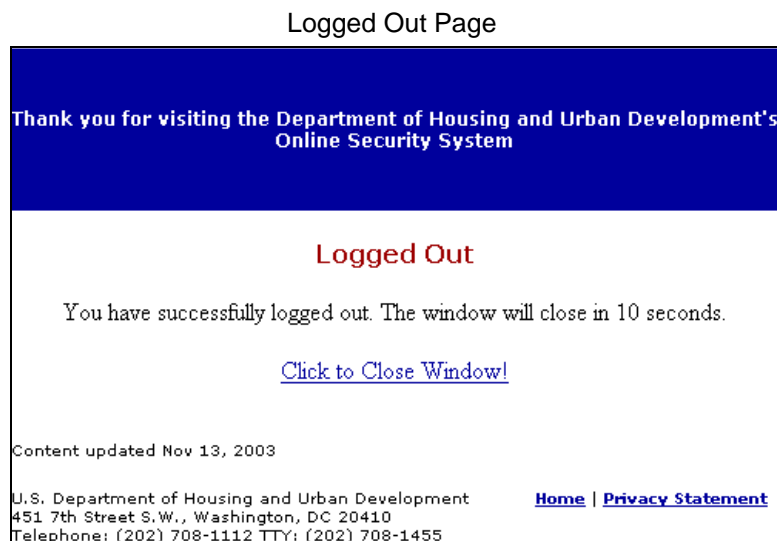 Logged Out Page
Thank you for visiting the Department of Housing and Urban Development's
Online Security System
Logged Out
You have successfully logged out. The window will close in 10 seconds.
Click to Close Window!
Content updated Nov 13, 2003
U.S. Department of Housing and Urban Development
Home | Privacy Statement
451 7th Street S.W., Washington, DC 20410
Telephone: (202) 708-1112 TTY: (202) 708-1455